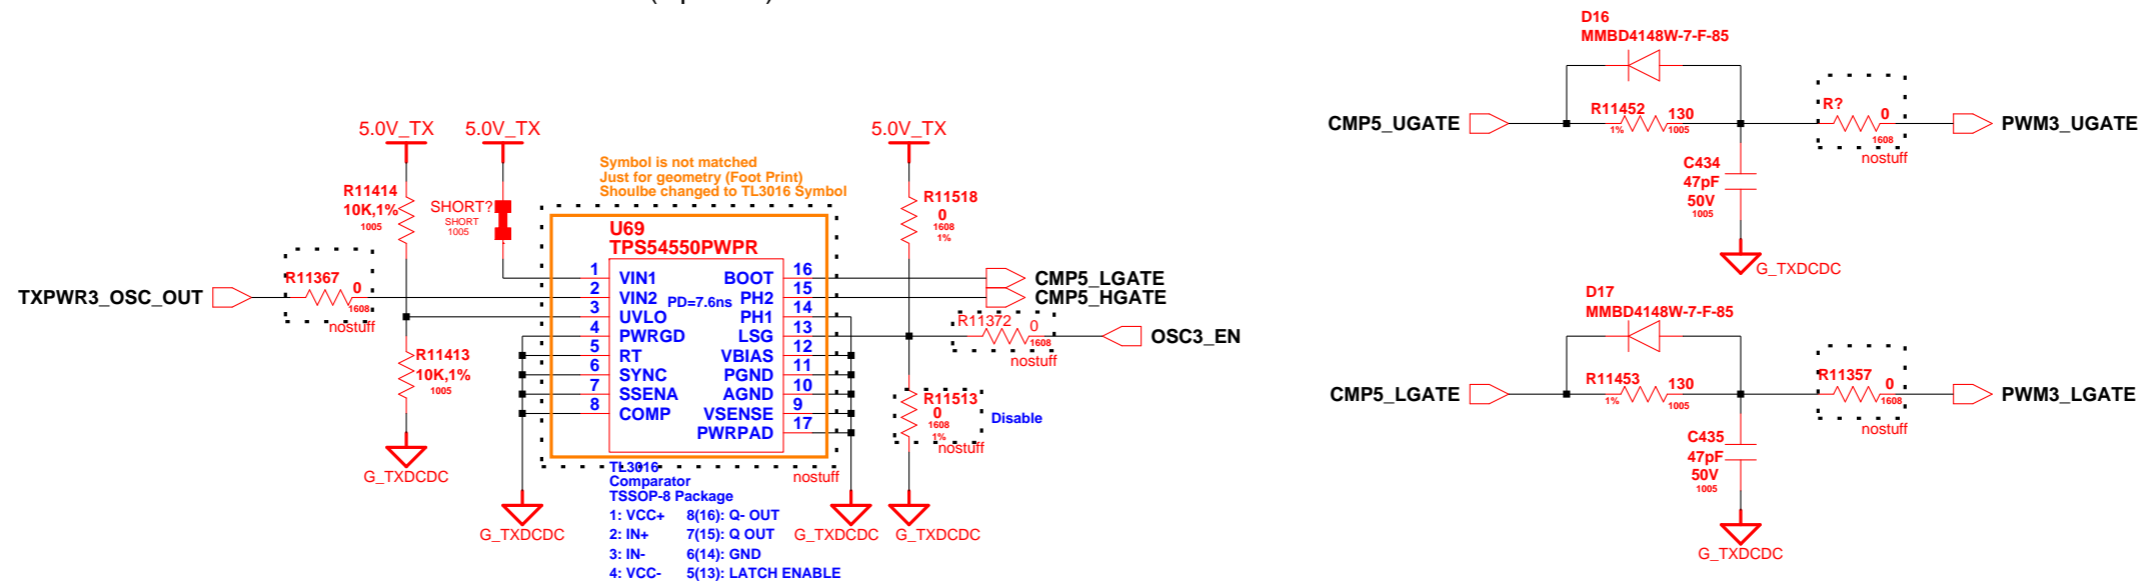 D16
MMBD4148W-7-F-85
CMP5_UGATE
R11452
1%
130
1005
R?
0
1608
nostuff
PWM3_UGATE
C434
47pF
50V
1005
G_TXDCDC
5.0V_TX
5.0V_TX
5.0V_TX
Symbol is not matched
Just for geometry (Foot Print)
Shoulbe changed to TL3016 Symbol
R11414
10K,1%
1005
SHORT?
SHORT
1005
R11518
0
1608
1%
U69
TPS54550PWPR
TXPWR3_OSC_OUT
R11367
0
1608
nostuff
1 VIN1
2 VIN2
3 UVLO
4 PWRGD
5 RT
6 SYNC
7 SSENA
8 COMP
PD=7.6ns
BOOT 16
PH2 15
PH1 14
LSG 13
VBIAS 12
PGND 11
AGND 10
VSENSE 9
PWRPAD 17
CMP5_LGATE
CMP5_HGATE
R11372
0
1608
nostuff
OSC3_EN
R11413
10K,1%
1005
G_TXDCDC
R11513
0
1608
1%
nostuff
Disable
nostuff
TL3016
Comparator
TSSOP-8 Package
1: VCC+ 8(16): Q- OUT
2: IN+ 7(15): Q OUT
3: IN- 6(14): GND
4: VCC- 5(13): LATCH ENABLE
G_TXDCDC
G_TXDCDC
G_TXDCDC
D17
MMBD4148W-7-F-85
CMP5_LGATE
R11453
1%
130
1005
R11357
0
1608
nostuff
PWM3_LGATE
C435
47pF
50V
1005
G_TXDCDC